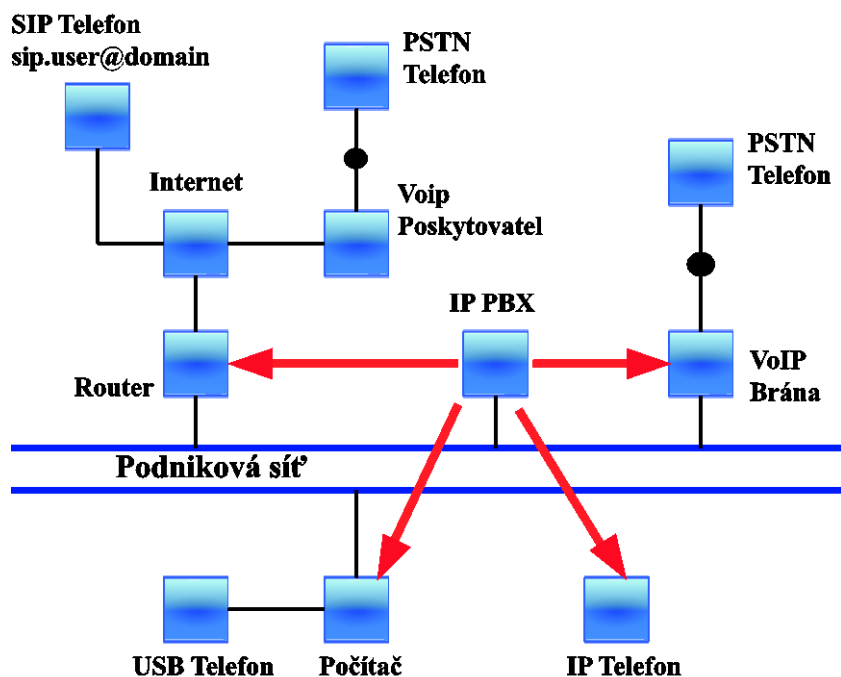 SIP Telefon
sip.user@domain
PSTN
Telefon
PSTN
Telefon
Internet
Voip
Poskytovatel
IP PBX
Router
VoIP
Brána
Podniková síť
USB Telefon
Počítač
IP Telefon